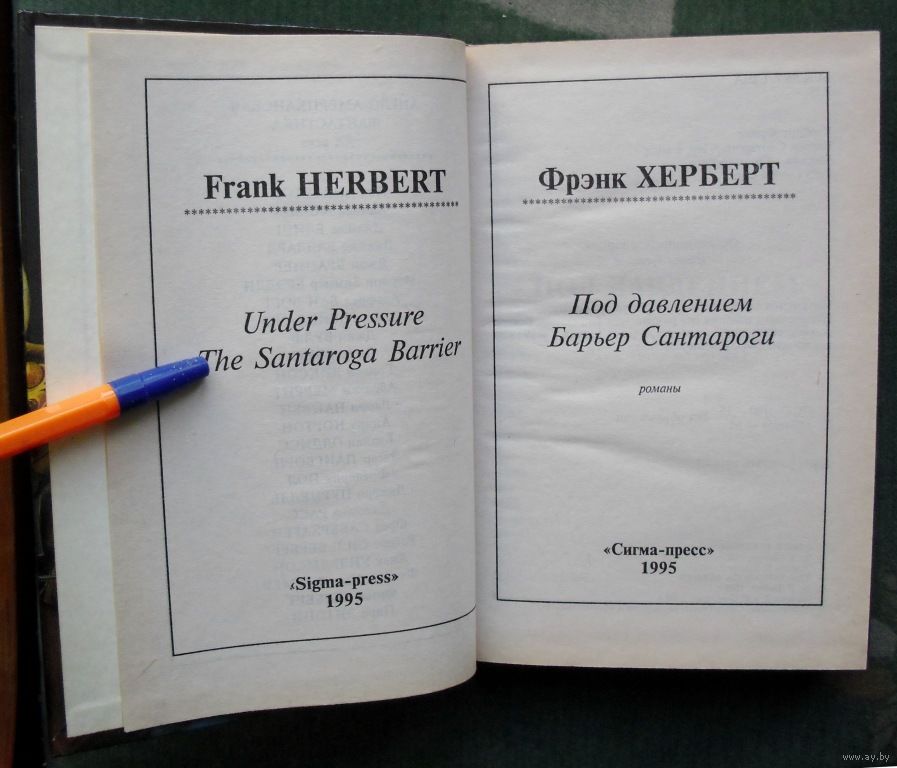 Frank HERBERT
************************************************
Under Pressure
The Santaroga Barrier
«Sigma-press»
1995
Фрэнк ХЕРБЕРТ
************************************************
Под давлением
Барьер Сантароги
романы
«Сигма-пресс»
1995
www.ay.by